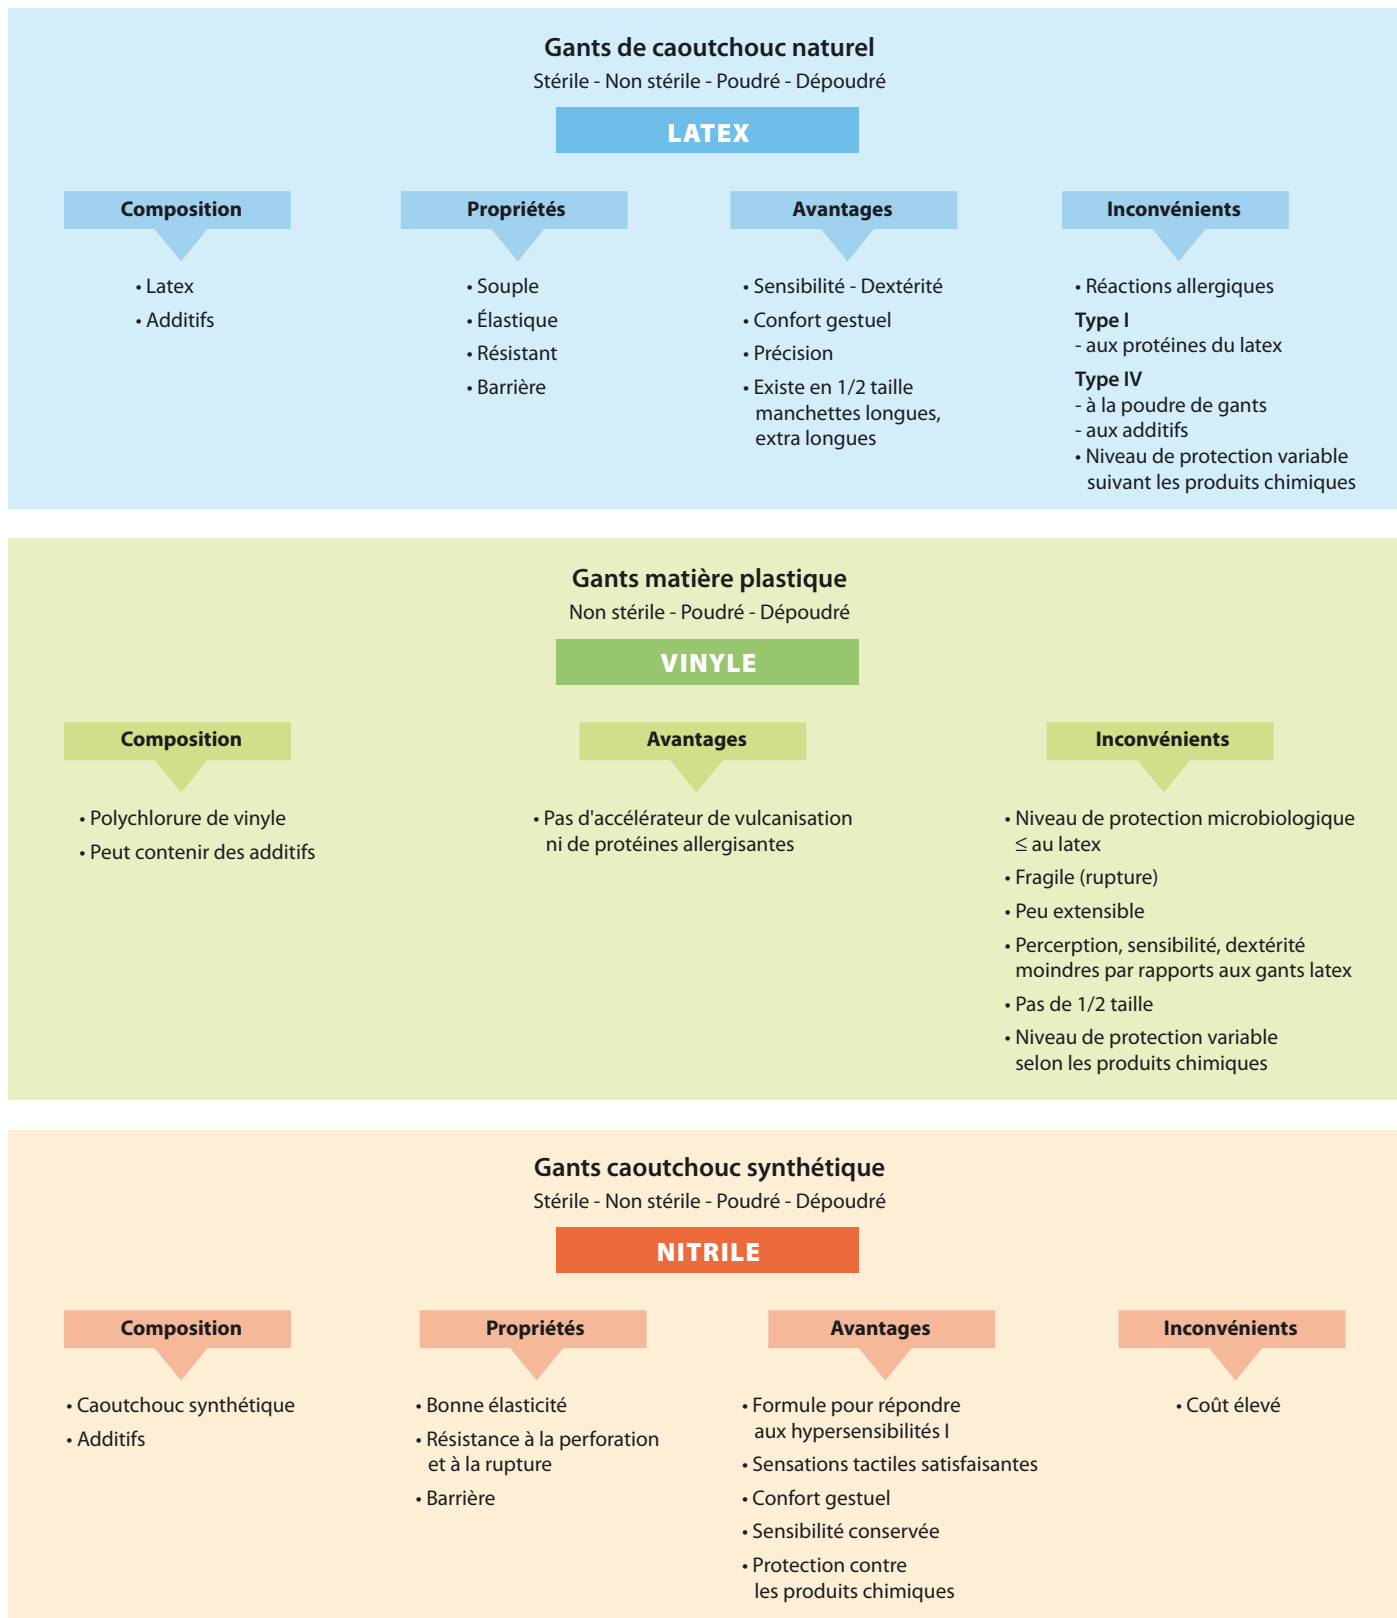 Gants de caoutchouc naturel
Stérile - Non stérile - Poudré - Dépoudré
LATEX
Composition
• Latex
• Additifs
Propriétés
• Souple
• Élastique
• Résistant
• Barrière
Avantages
• Sensibilité - Dextérité
• Confort gestuel
• Précision
• Existe en 1/2 taille
manchettes longues,
extra longues
Inconvénients
• Réactions allergiques
Type I
- aux protéines du latex
Type IV
- à la poudre de gants
- aux additifs
• Niveau de protection variable
suivant les produits chimiques
Gants matière plastique
Non stérile - Poudré - Dépoudré
VINYLE
Composition
• Polychlorure de vinyle
• Peut contenir des additifs
Avantages
• Pas d'accélérateur de vulcanisation
ni de protéines allergisantes
Inconvénients
• Niveau de protection microbiologique
≤ au latex
• Fragile (rupture)
• Peu extensible
• Percerption, sensibilité, dextérité
moindres par rapports aux gants latex
• Pas de 1/2 taille
• Niveau de protection variable
selon les produits chimiques
Gants caoutchouc synthétique
Stérile - Non stérile - Poudré - Dépoudré
NITRILE
Composition
• Caoutchouc synthétique
• Additifs
Propriétés
• Bonne élasticité
• Résistance à la perforation
et à la rupture
• Barrière
Avantages
• Formule pour répondre
aux hypersensibilités I
• Sensations tactiles satisfaisantes
• Confort gestuel
• Sensibilité conservée
• Protection contre
les produits chimiques
Inconvénients
• Coût élevé